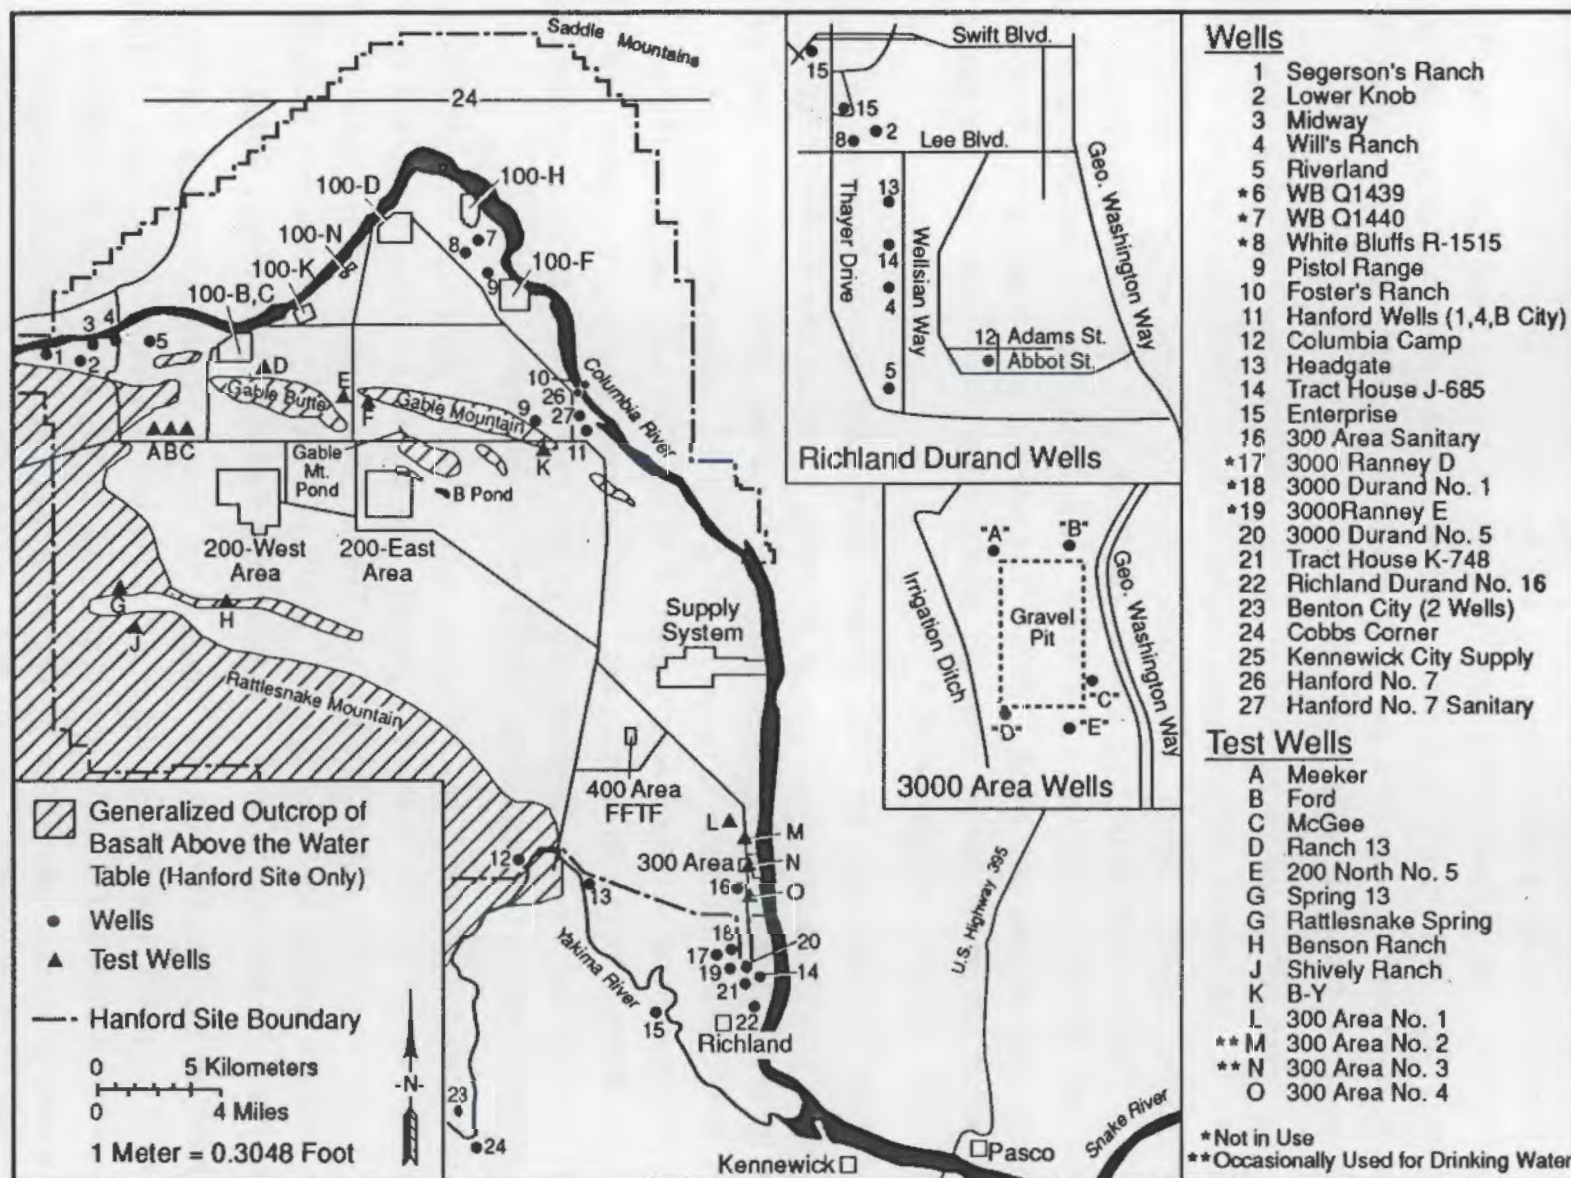 Saddle Mountains
24
100-H
100-D
100-N
100-K
100-B,C
100-F
7
8
9
3
4
1
2
5
D
E
F
Gable Butte
Gable Mountain
9
10
26
27
11
K
Columbia River
ABC
Gable
Mt.
Pond
B Pond
200-West
Area
200-East
Area
G
H
J
Rattlesnake Mountain
Supply
System
400 Area
FFTF
L
M
300 Area
N
16
O
12
13
Yakima River
18
17
20
19
14
21
22
15
Richland
U.S. Highway 395
23
24
Kennewick
Pasco
Snake River
Generalized Outcrop of
Basalt Above the Water
Table (Hanford Site Only)
Wells
Test Wells
Hanford Site Boundary
0 5 Kilometers
0 4 Miles
-N-
1 Meter = 0.3048 Foot
Swift Blvd.
15
15
2
8
Lee Blvd.
Geo. Washington Way
Thayer Drive
13
Wellsian Way
14
4
5
12 Adams St.
Abbot St.
Richland Durand Wells
"A"
"B"
Irrigation Ditch
Gravel
Pit
Geo. Washington Way
"C"
"D"
"E"
3000 Area Wells
Wells
1 Segerson's Ranch
2 Lower Knob
3 Midway
4 Will's Ranch
5 Riverland
*6 WB Q1439
*7 WB Q1440
*8 White Bluffs R-1515
9 Pistol Range
10 Foster's Ranch
11 Hanford Wells (1,4,B City)
12 Columbia Camp
13 Headgate
14 Tract House J-685
15 Enterprise
16 300 Area Sanitary
*17 3000 Ranney D
*18 3000 Durand No. 1
*19 3000Ranney E
20 3000 Durand No. 5
21 Tract House K-748
22 Richland Durand No. 16
23 Benton City (2 Wells)
24 Cobbs Corner
25 Kennewick City Supply
26 Hanford No. 7
27 Hanford No. 7 Sanitary
Test Wells
A Meeker
B Ford
C McGee
D Ranch 13
E 200 North No. 5
G Spring 13
G Rattlesnake Spring
H Benson Ranch
J Shively Ranch
K B-Y
L 300 Area No. 1
**M 300 Area No. 2
**N 300 Area No. 3
O 300 Area No. 4
*Not in Use
**Occasionally Used for Drinking Water